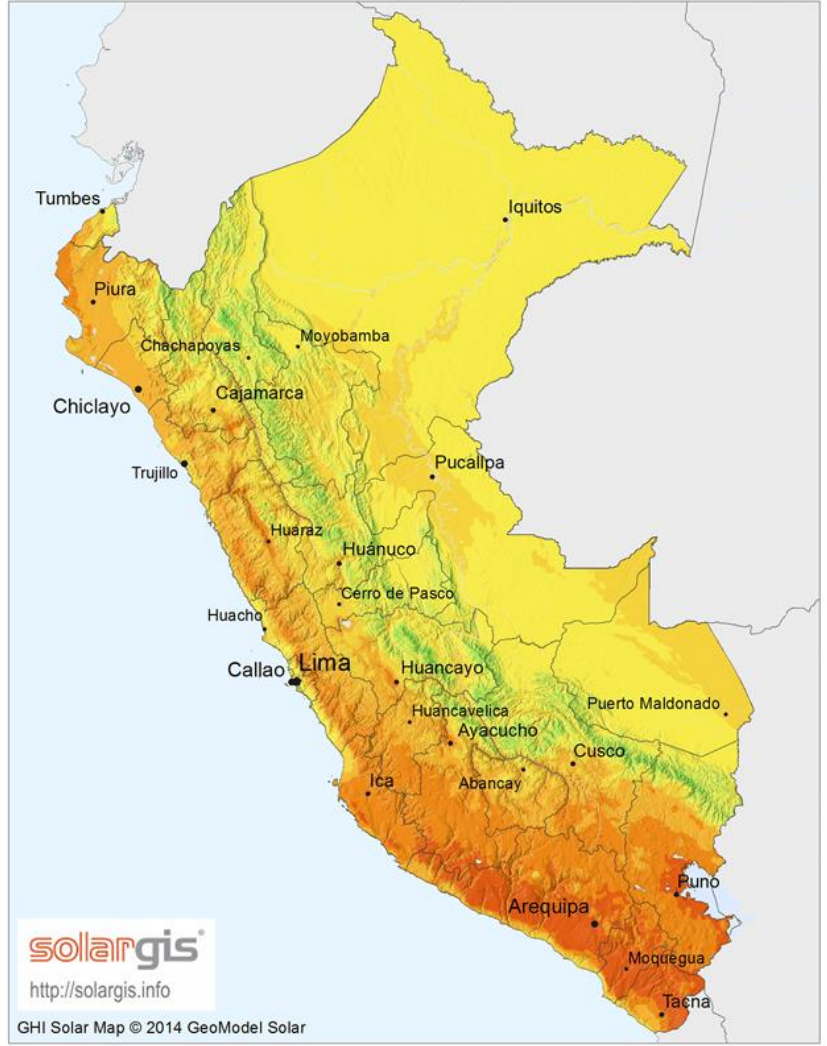 Tumbes
Iquitos
Piura
Moyobamba
Chachapoyas
Cajamarca
Chiclayo
Pucallpa
Trujillo
Huaraz
Huánuco
Cerro de Pasco
Huacho
Callao
Lima
Huancayo
Puerto Maldonado
Huancavelica
Ayacucho
Cusco
Ica
Abancay
Puno
Arequipa
Moquegua
Tacna
solargis®
http://solargis.info
GHI Solar Map © 2014 GeoModel Solar